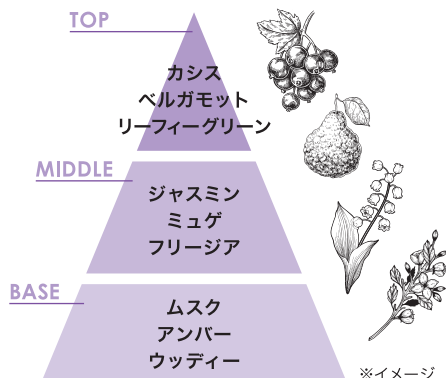 TOP
カシス
ベルガモット
リーフィーグリーン
MIDDLE
ジャスミン
ミュゲ
フリージア
BASE
ムスク
アンバー
ウッディー
※イメージ